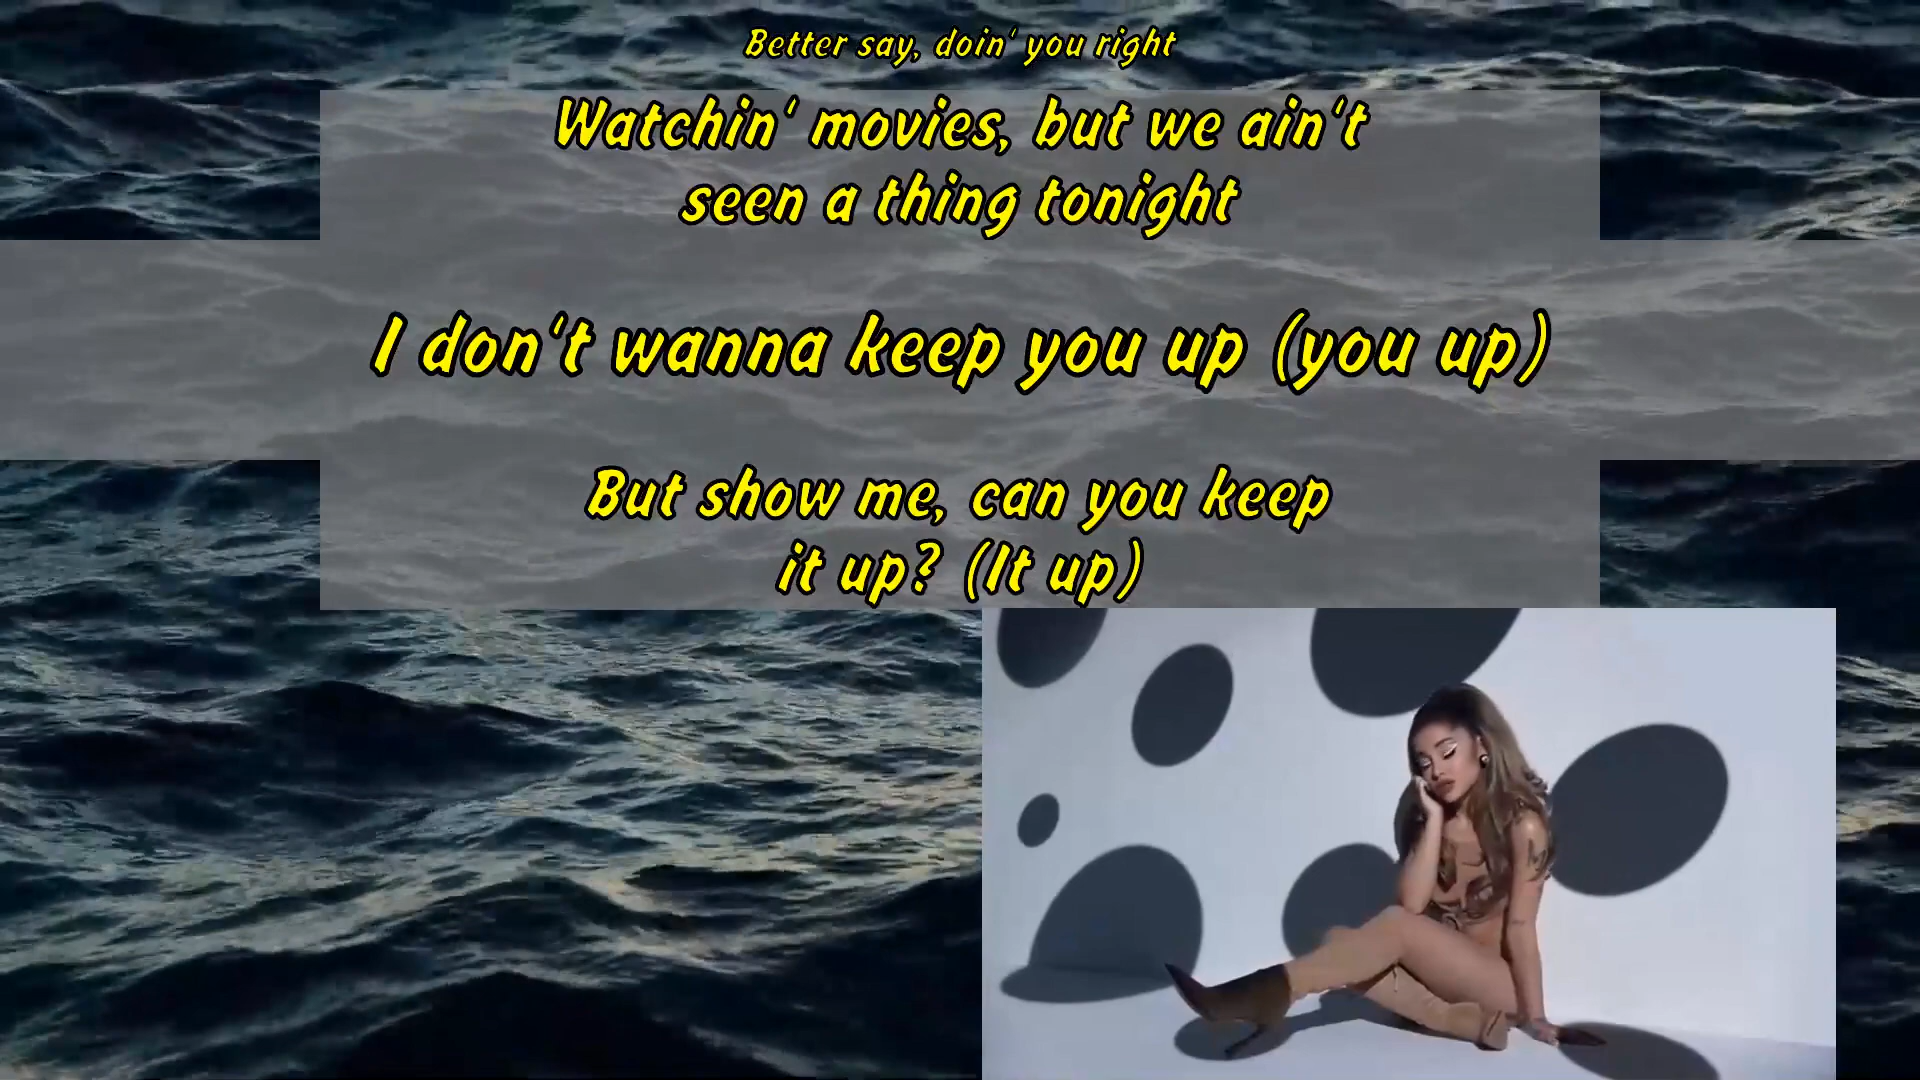 Better say, doin' you right
Watchin' movies, but we ain't
seen a thing tonight
I don't wanna keep you up (you up)
But show me, can you keep
it up? (It up)